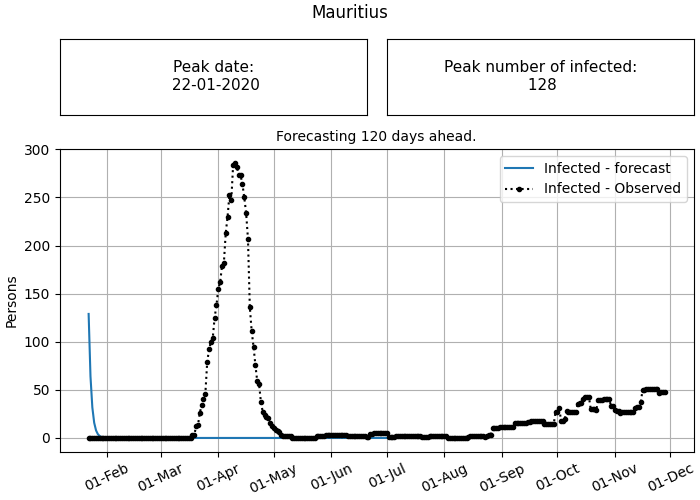 Mauritius
Peak date:
22-01-2020
Peak number of infected:
128
Forecasting 120 days ahead.
Infected - forecast
Infected - Observed
Persons
300
250
200
150
100
50
0
01-Feb
01-Mar
01-Apr
01-May
01-Jun
01-Jul
01-Aug
01-Sep
01-Oct
01-Nov
01-Dec